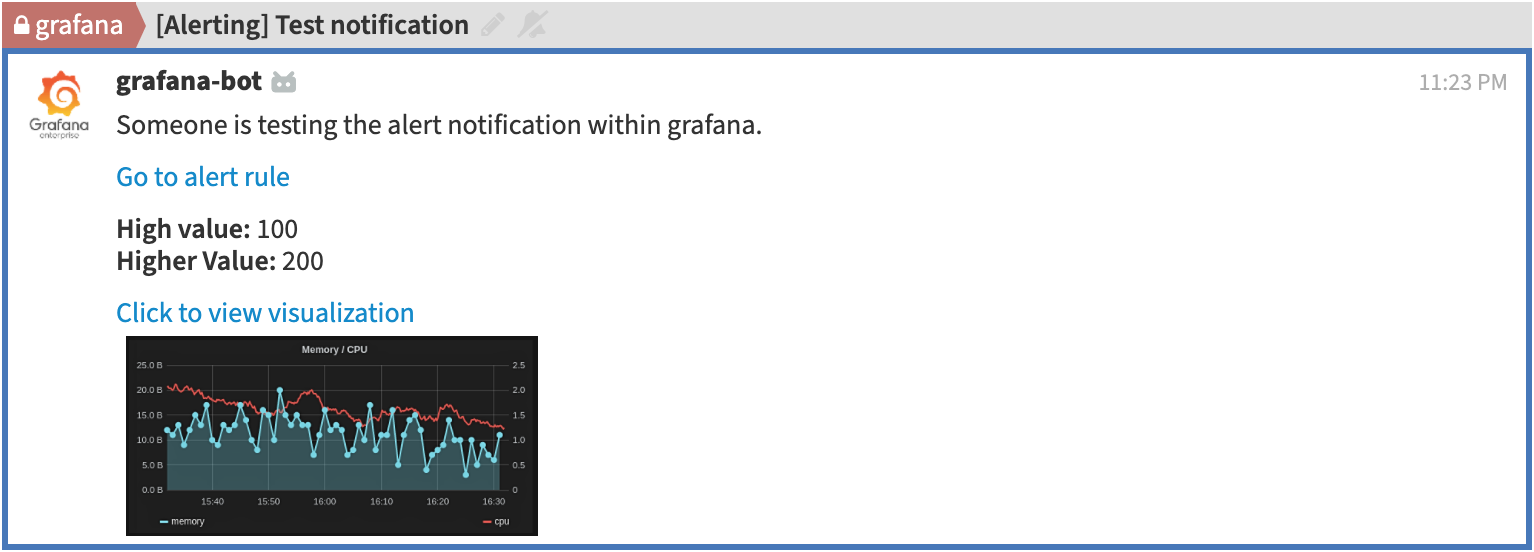 grafana
[Alerting] Test notification
grafana-bot
11:23 PM
Grafana
enterprise
Someone is testing the alert notification within grafana.
Go to alert rule
High value: 100
Higher Value: 200
Click to view visualization
Memory / CPU
25.0 B
2.5
20.0 B
2.0
15.0 B
1.5
10.0 B
1.0
5.0 B
0.5
0.0 B
0
15:40 15:50 16:00 16:10 16:20 16:30
memory
cpu